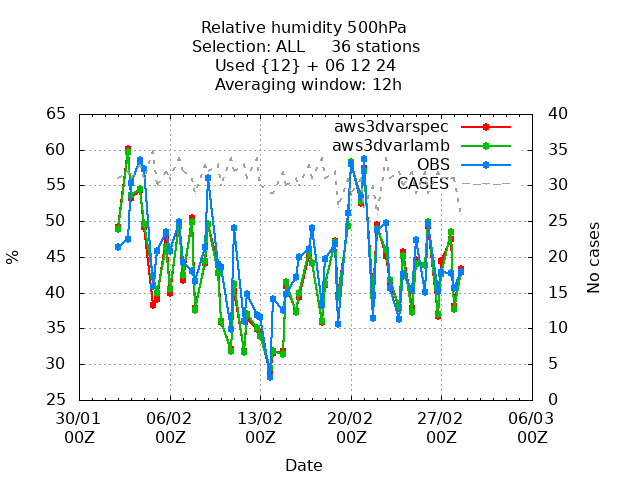 Relative humidity 500hPa
Selection: ALL 36 stations
Used {12} + 06 12 24
Averaging window: 12h
65
60
55
50
45
40
35
30
25
%
40
35
30
25
20
15
10
5
0
No cases
aws3dvarspec
aws3dvarlamb
OBS
CASES
30/01 06/02 13/02 20/02 27/02 06/03
00Z 00Z 00Z 00Z 00Z 00Z
Date